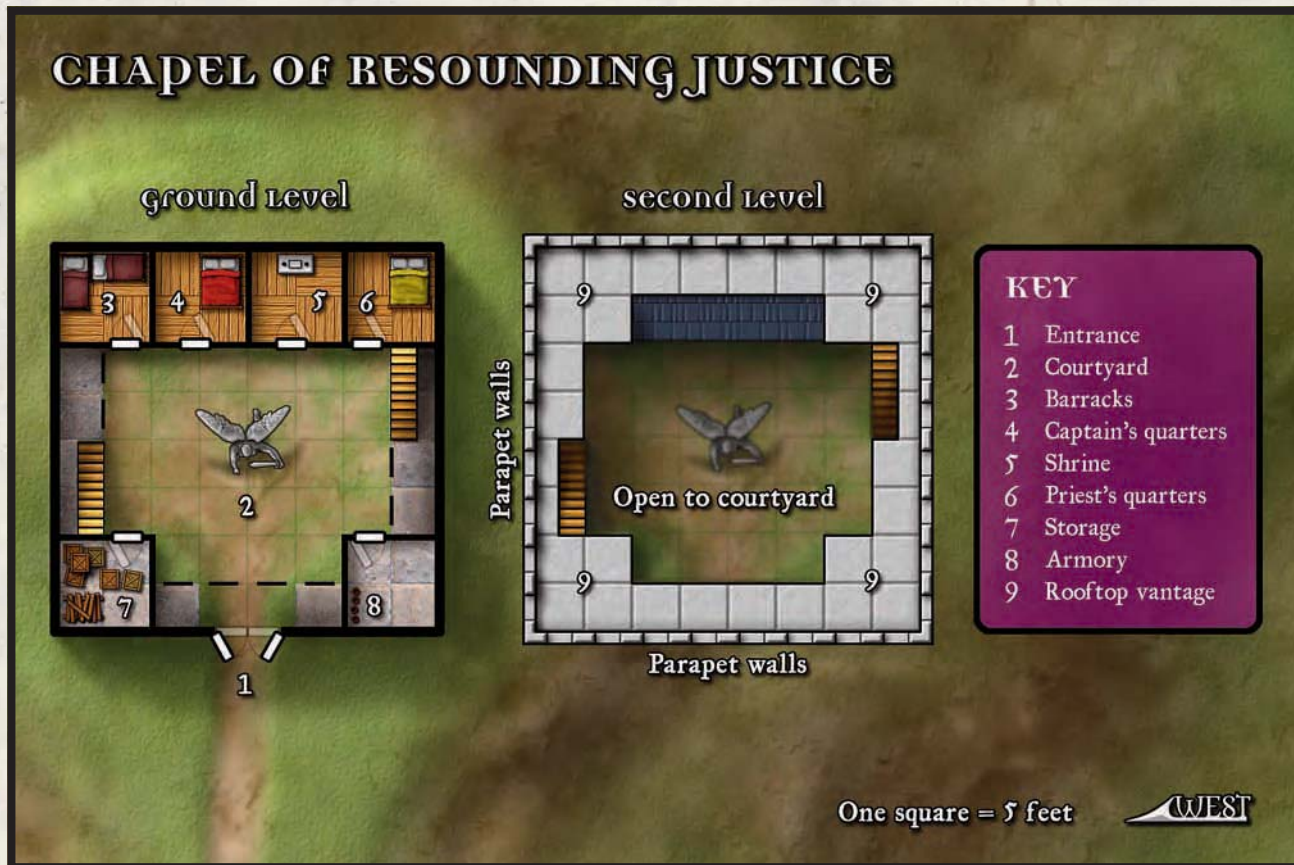 CHAPEL OF RESOUNDING JUSTICE
Ground Level
Second Level
3
4
5
6
2
7
8
1
9
9
Parapet walls
Parapet walls
Open to courtyard
9
9
KEY
1 Entrance
2 Courtyard
3 Barracks
4 Captain's quarters
5 Shrine
6 Priest's quarters
7 Storage
8 Armory
9 Rooftop vantage
One square = 5 feet
WEST